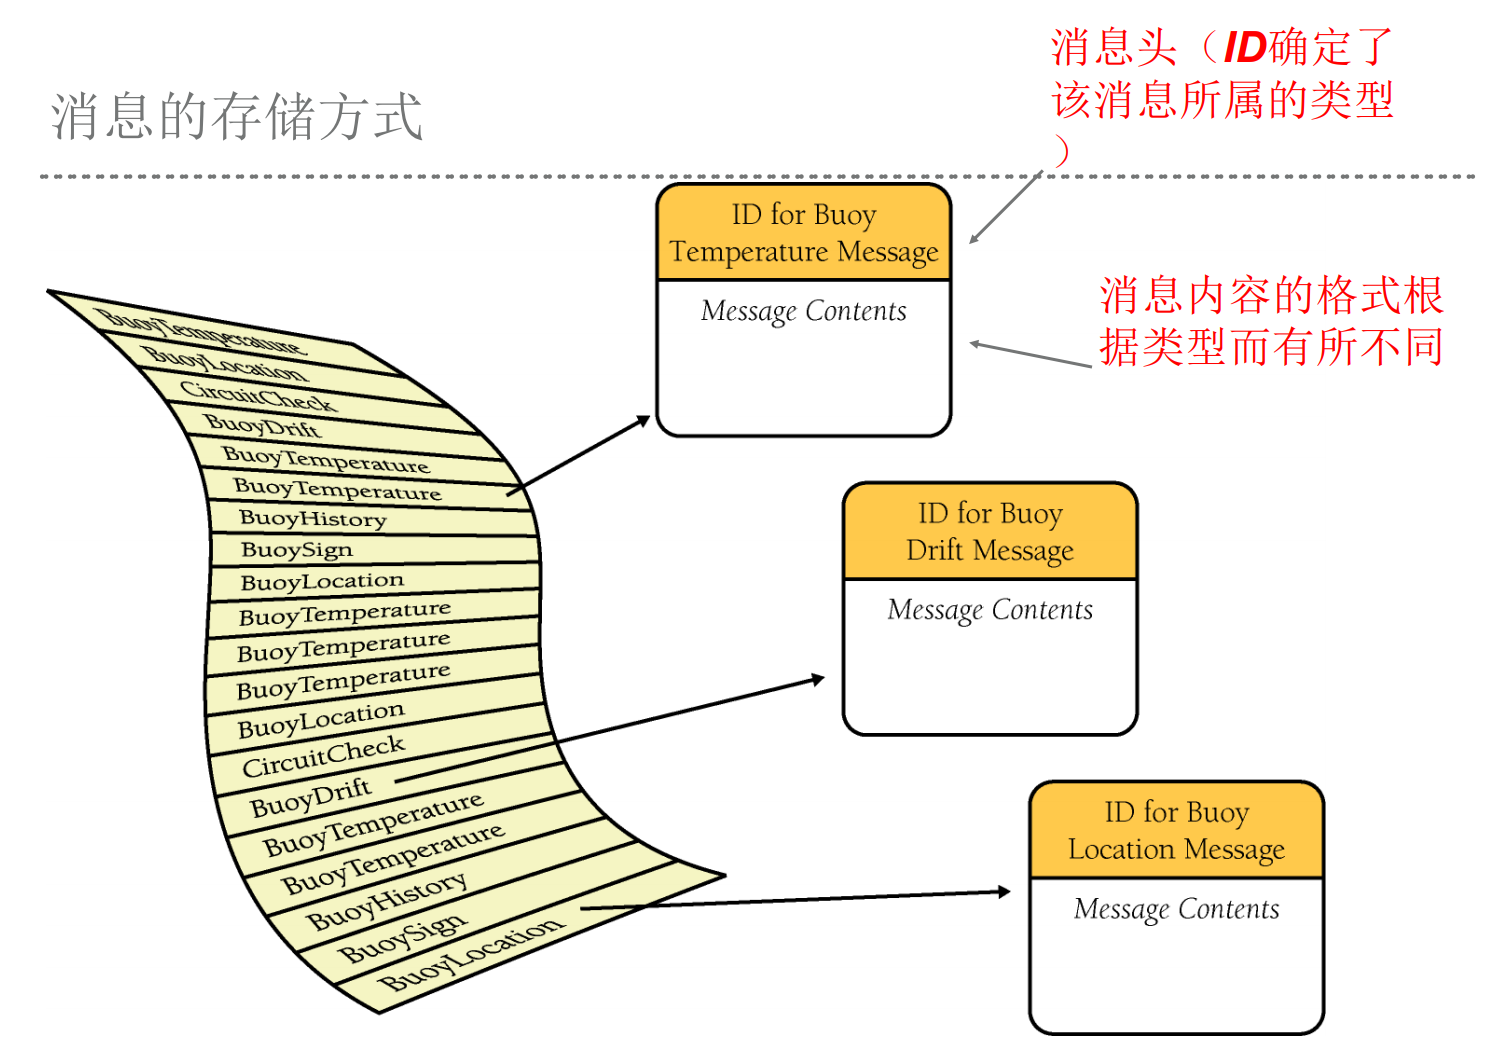 消息的存储方式
消息头（ID确定了
该消息所属的类型
）
ID for Buoy
Temperature Message
Message Contents
消息内容的格式根
据类型而有所不同
BuoyTemperature
BuoyLocation
CircuitCheck
BuoyDrift
BuoyTemperature
BuoyTemperature
BuoyHistory
BuoySign
BuoyLocation
BuoyTemperature
BuoyTemperature
BuoyTemperature
BuoyLocation
CircuitCheck
BuoyDrift
BuoyTemperature
BuoyTemperature
BuoyHistory
BuoySign
BuoyLocation
ID for Buoy
Drift Message
Message Contents
ID for Buoy
Location Message
Message Contents